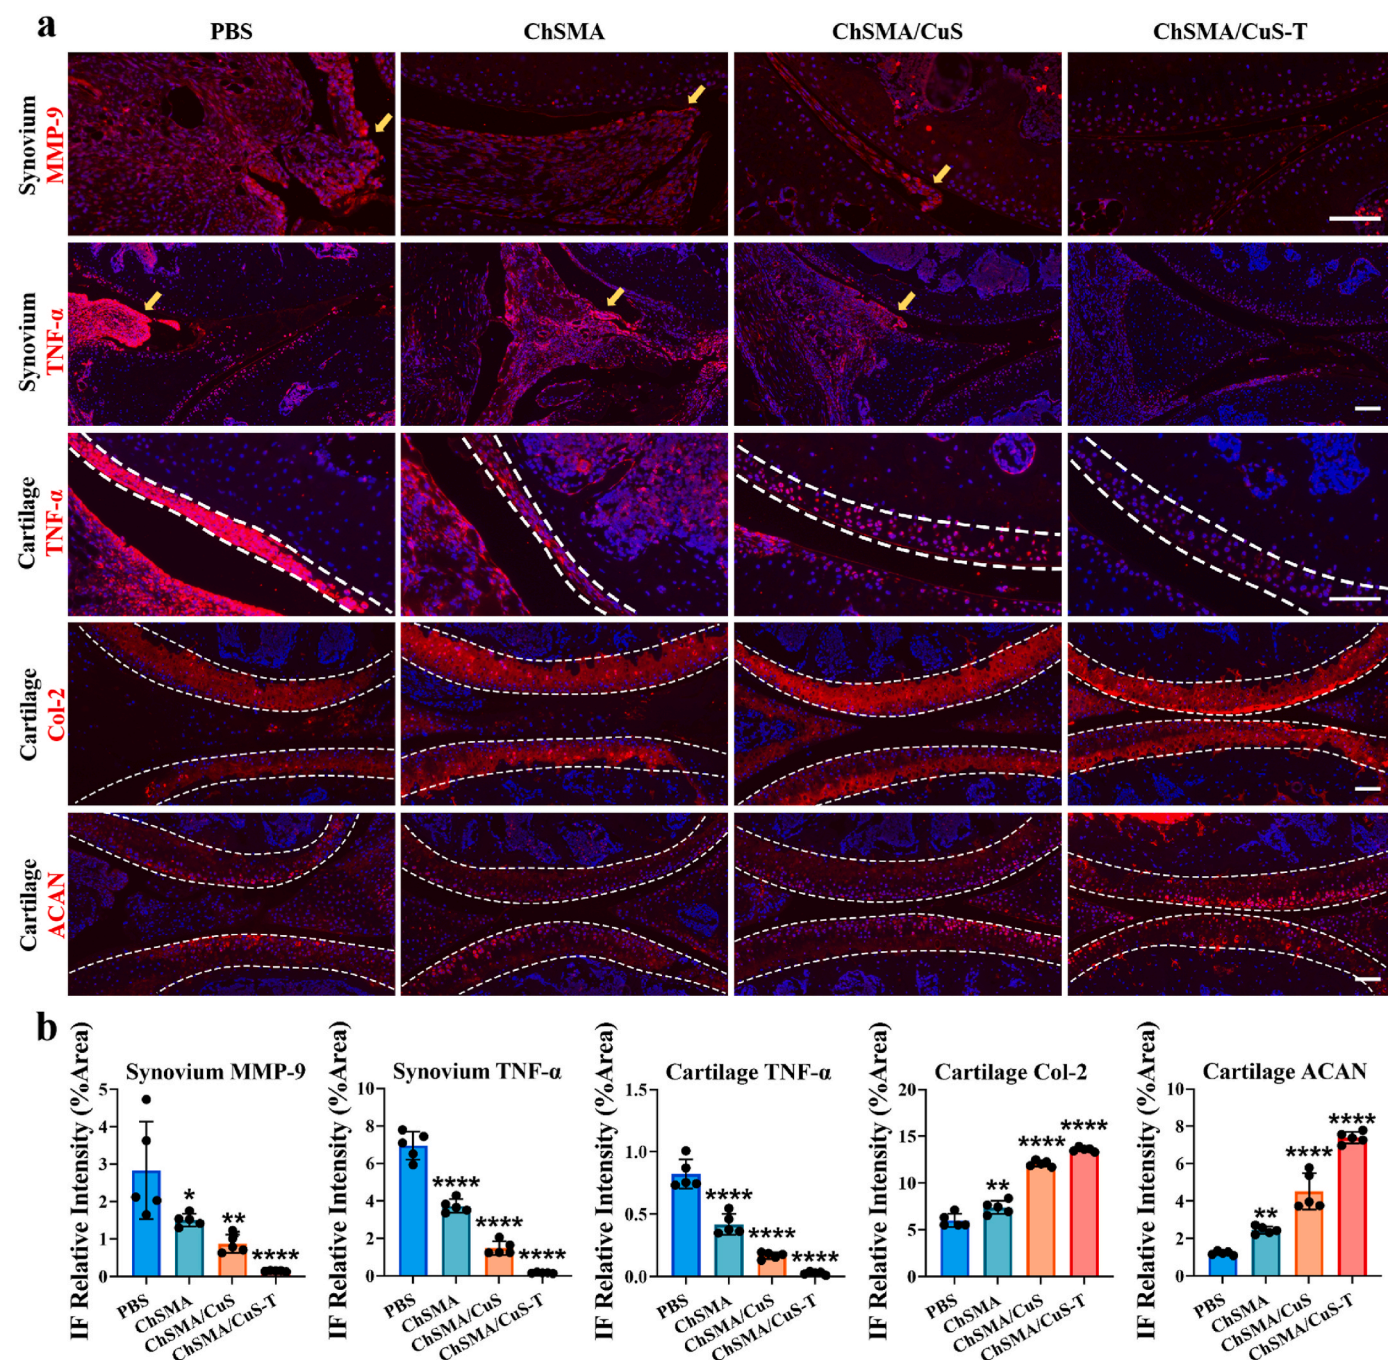 a
PBS
ChSMA
ChSMA/CuS
ChSMA/CuS-T
Synovium
MMP-9
Synovium
TNF-α
Cartilage
TNF-α
Cartilage
Col-2
Cartilage
ACAN
b
IF Relative Intensity (%Area)
Synovium MMP-9
5
4
3
2
1
0
*
**
****
PBS
ChSMA
ChSMA/CuS
ChSMA/CuS-T
IF Relative Intensity (%Area)
Synovium TNF-α
10
8
6
4
2
0
****
****
****
PBS
ChSMA
ChSMA/CuS
ChSMA/CuS-T
IF Relative Intensity (%Area)
Cartilage TNF-α
1.5
1.0
0.5
0.0
****
****
****
PBS
ChSMA
ChSMA/CuS
ChSMA/CuS-T
IF Relative Intensity (%Area)
Cartilage Col-2
20
15
10
5
0
**
****
****
PBS
ChSMA
ChSMA/CuS
ChSMA/CuS-T
IF Relative Intensity (%Area)
Cartilage ACAN
10
8
6
4
2
0
**
****
****
PBS
ChSMA
ChSMA/CuS
ChSMA/CuS-T